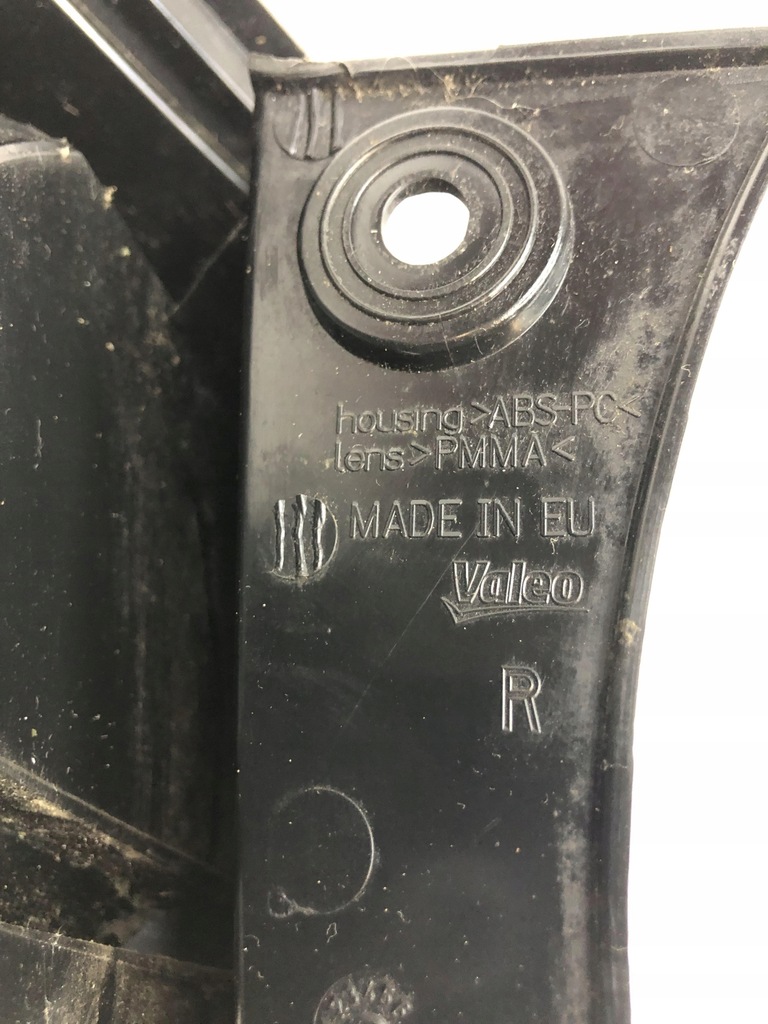 housing>ABS-PC<
lens>PMMA<
MADE IN EU
Valeo
R